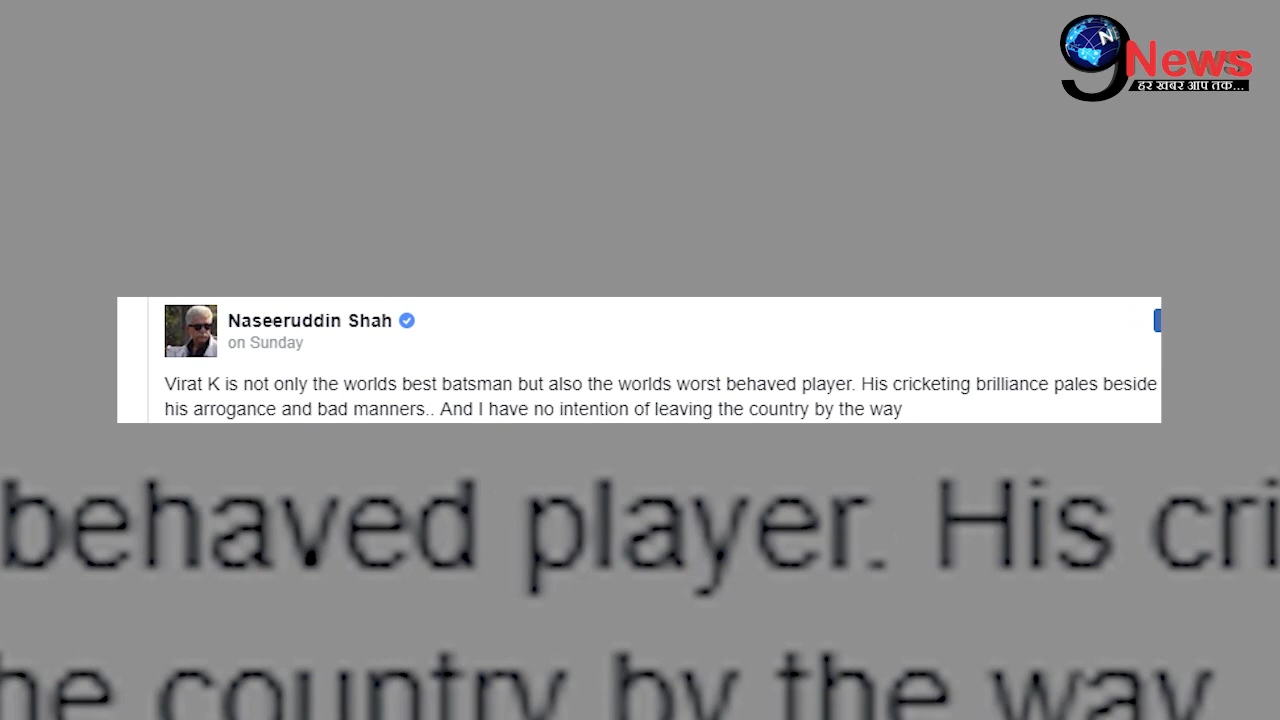 9 News
हर खबर आप तक...
Naseeruddin Shah
on Sunday
Virat K is not only the worlds best batsman but also the worlds worst behaved player. His cricketing brilliance pales beside
his arrogance and bad manners.. And I have no intention of leaving the country by the way
behaved player. His cri
he country by the way